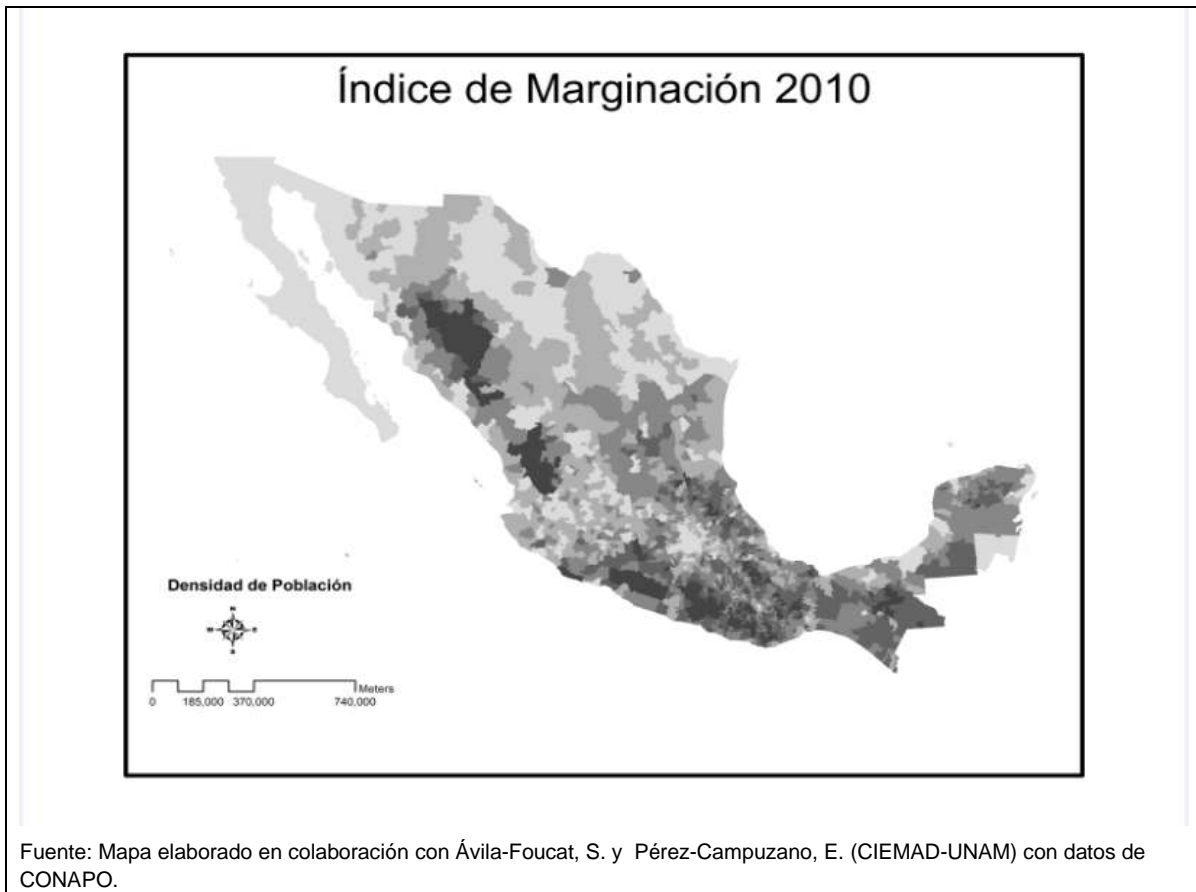 Índice de Marginación 2010
Densidad de Población
N
W E
S
Meters
0 185,000 370,000 740,000
Fuente: Mapa elaborado en colaboración con Ávila-Foucat, S. y Pérez-Campuzano, E. (CIEMAD-UNAM) con datos de
CONAPO.